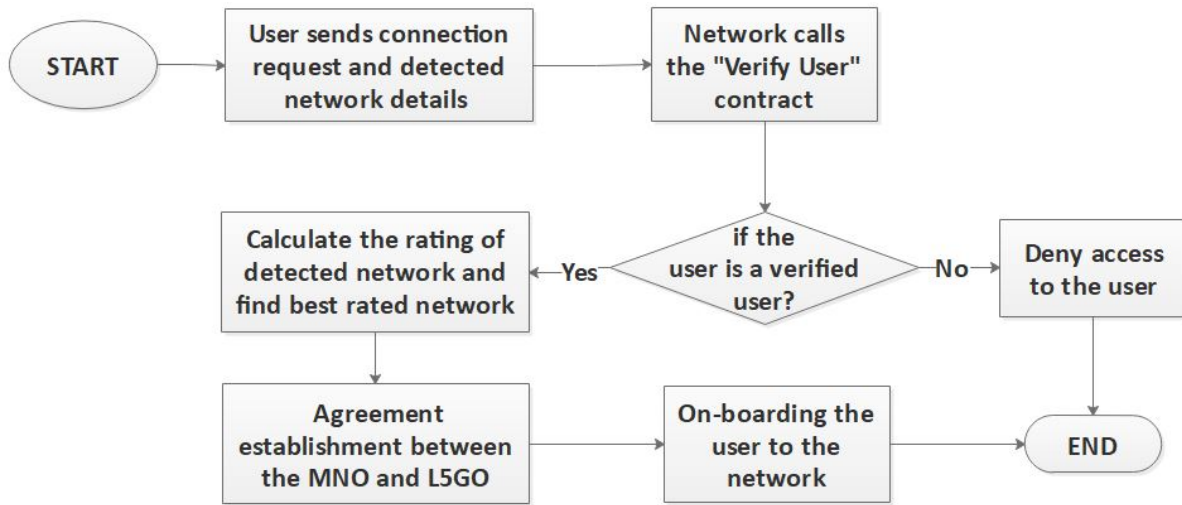 START
User sends connection
request and detected
network details
Network calls
the "Verify User"
contract
if the
user is a verified
user?
Yes
No
Calculate the rating of
detected network and
find best rated network
Deny access
to the user
Agreement
establishment between
the MNO and L5GO
On-boarding the
user to the
network
END